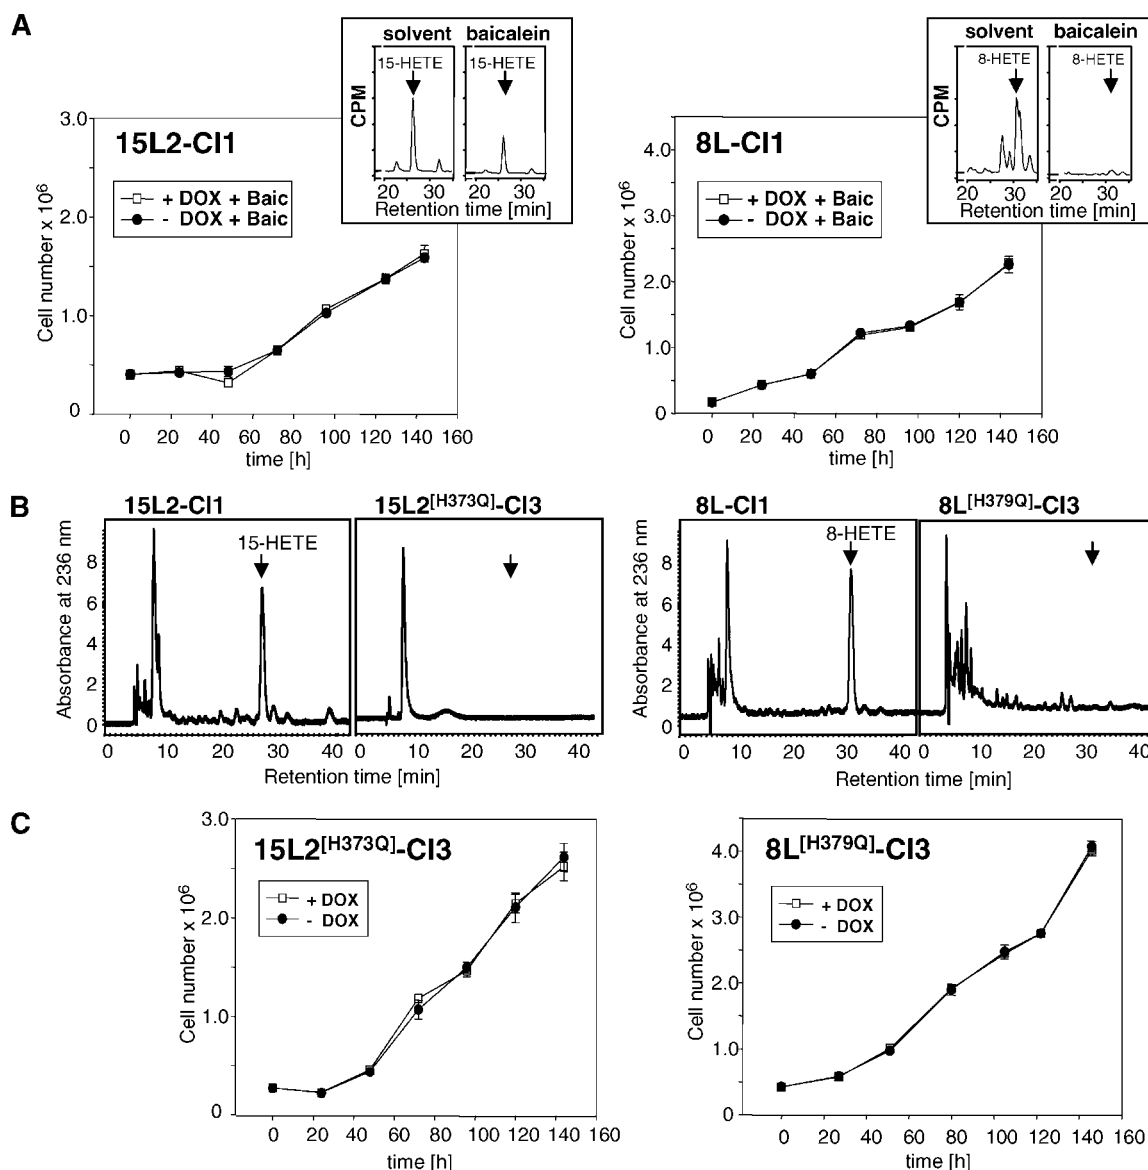 A
solvent baicalein
15-HETE 15-HETE
CPM
20 30 20 30
Retention time [min]
3.0
2.0
1.0
0
Cell number x 10⁶
15L2-Cl1
+ DOX + Baic
- DOX + Baic
0 20 40 60 80 100 120 140 160
time [h]
solvent baicalein
8-HETE 8-HETE
CPM
20 30 20 30
Retention time [min]
4.0
3.0
2.0
1.0
0
Cell number x 10⁶
8L-Cl1
+ DOX + Baic
- DOX + Baic
0 20 40 60 80 100 120 140 160
time [h]
B
15L2-Cl1 15L2[H373Q]-Cl3
15-HETE
Absorbance at 236 nm
8
6
4
2
0
0 10 20 30 0 10 20 30 40
Retention time [min]
8L-Cl1 8L[H379Q]-Cl3
8-HETE
Absorbance at 236 nm
8
6
4
2
0
0 10 20 30 40 0 10 20 30 40
Retention time [min]
C
3.0
2.0
1.0
0
Cell number x 10⁶
15L2[H373Q]-Cl3
+ DOX
- DOX
0 20 40 60 80 100 120 140 160
time [h]
4.0
3.0
2.0
1.0
0
Cell number x 10⁶
8L[H379Q]-Cl3
+ DOX
- DOX
0 20 40 60 80 100 120 140 160
time [h]